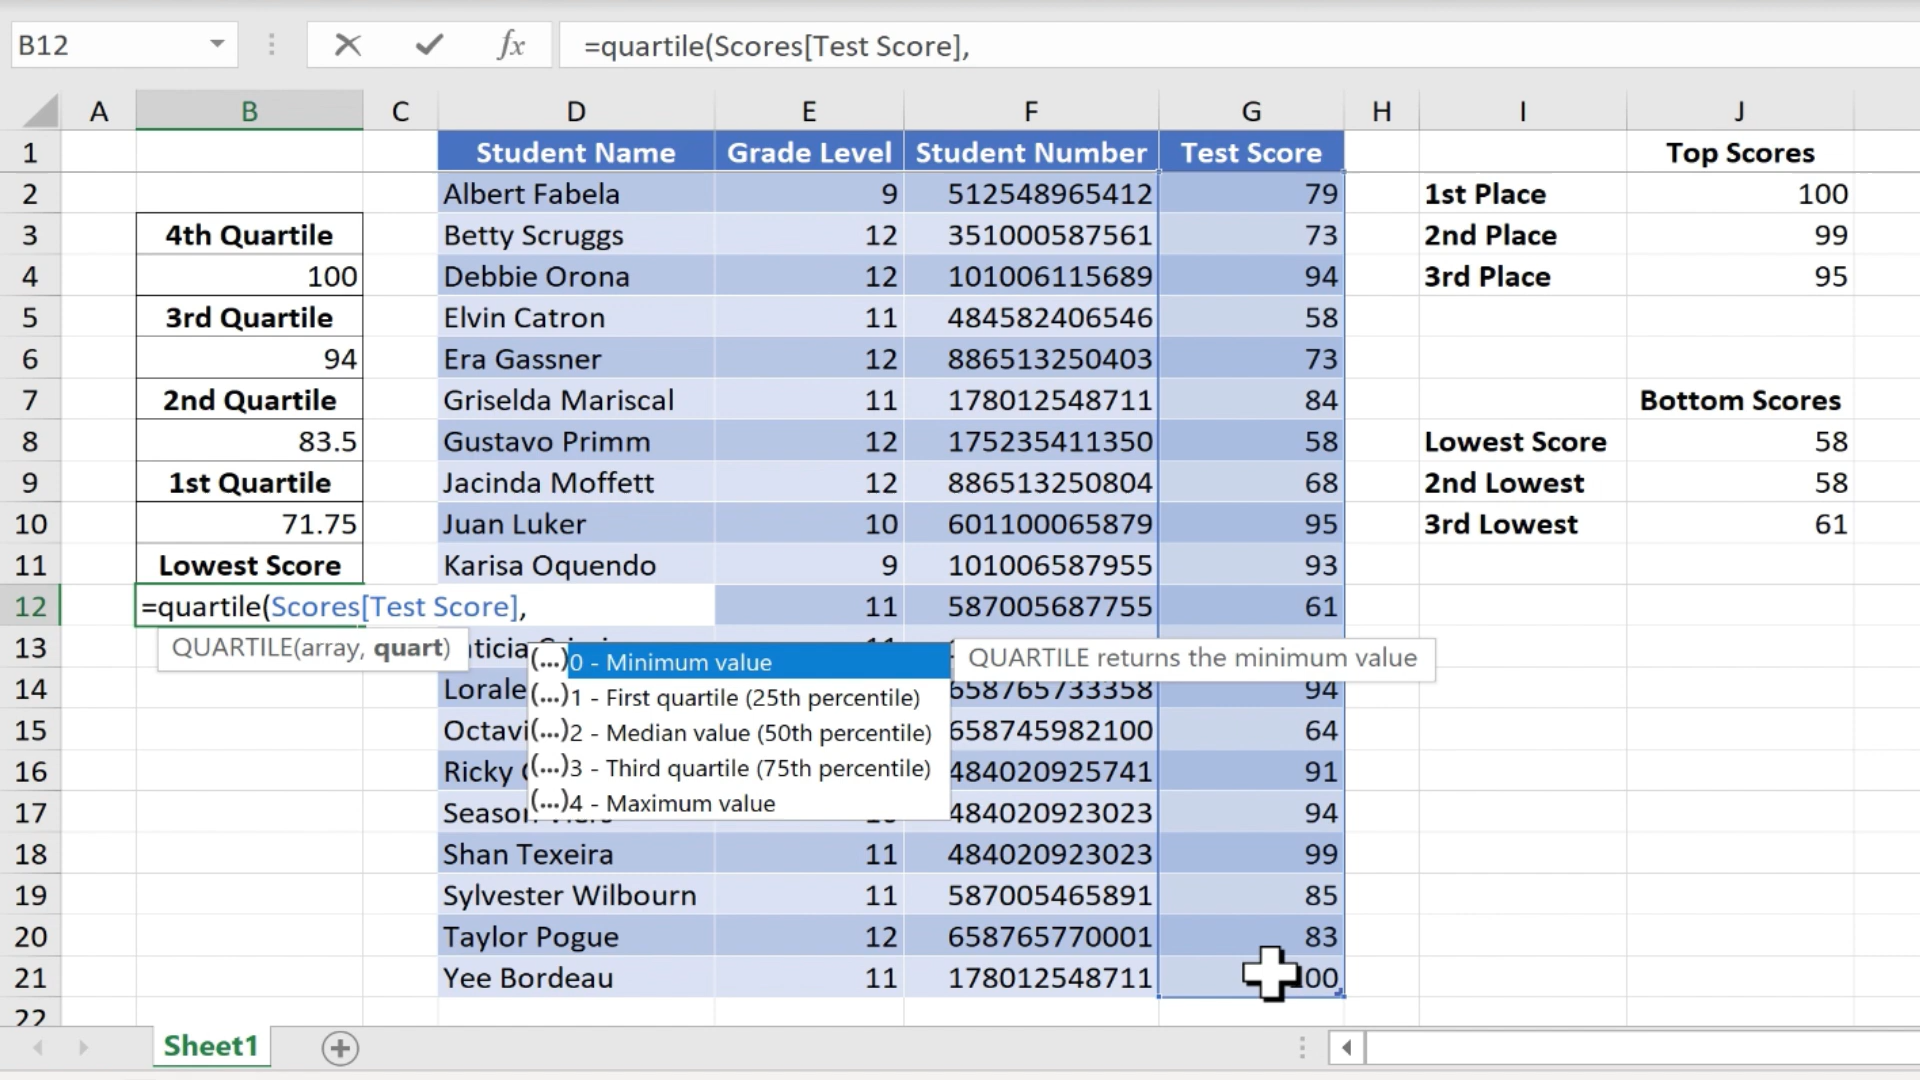 B12 fx =quartile(Scores[Test Score],
A B C D E F G H I J
1 Student Name Grade Level Student Number Test Score Top Scores
2 Albert Fabela 9 512548965412 79 1st Place 100
3 4th Quartile Betty Scruggs 12 351000587561 73 2nd Place 99
4 100 Debbie Orona 12 101006115689 94 3rd Place 95
5 3rd Quartile Elvin Catron 11 484582406546 58
6 94 Era Gassner 12 886513250403 73
7 2nd Quartile Griselda Mariscal 11 178012548711 84 Bottom Scores
8 83.5 Gustavo Primm 12 175235411350 58 Lowest Score 58
9 1st Quartile Jacinda Moffett 12 886513250804 68 2nd Lowest 58
10 71.75 Juan Luker 10 601100065879 95 3rd Lowest 61
11 Lowest Score Karisa Oquendo 9 101006587955 93
12 =quartile(Scores[Test Score], 11 587005687755 61
13 QUARTILE(array, quart)
(...)0 - Minimum value QUARTILE returns the minimum value
14 (...)1 - First quartile (25th percentile) 658765733358 94
15 (...)2 - Median value (50th percentile) 658745982100 64
16 Ricky (...)3 - Third quartile (75th percentile) 484020925741 91
17 (...)4 - Maximum value 484020923023 94
18 Shan Texeira 11 484020923023 99
19 Sylvester Wilbourn 11 587005465891 85
20 Taylor Pogue 12 658765770001 83
21 Yee Bordeau 11 178012548711
22
Sheet1